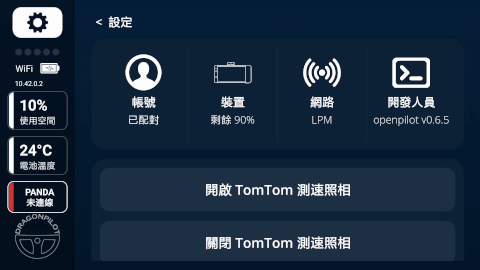 WiFi
10.42.0.2
10%
使用空間
24°C
電池溫度
PANDA
未連線
DRAGONPILOT
< 設定
帳號
已配對
裝置
剩餘 90%
網路
LPM
開發人員
openpilot v0.6.5
開啟 TomTom 測速照相
關閉 TomTom 測速照相